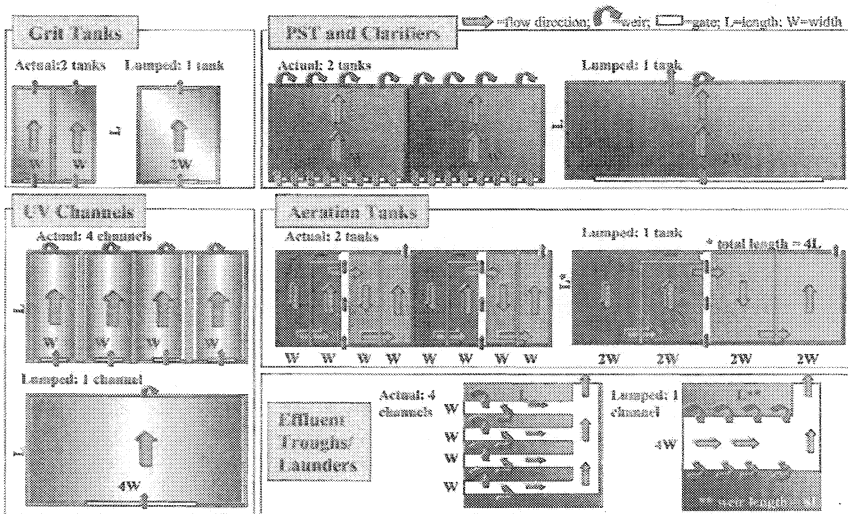 Grit Tanks
Actual:2 tanks Lumped: 1 tank
L
W W 2W
PST and Clarifiers
=flow direction; =weir; =gate; L=length; W=width
Actual: 2 tanks Lumped: 1 tank
L
W 2W
UV Channels
Actual: 4 channels
L
W W W W
Lumped: 1 channel
L
4W
Aeration Tanks
Actual: 2 tanks Lumped: 1 tank
* total length = 4L
L*
W W W W W W W W 2W 2W 2W 2W
Effluent
Troughs/
Launders
Actual: 4
channels
L
W
W
W
W
Lumped: 1
channel
L**
4W
** weir length = 8L